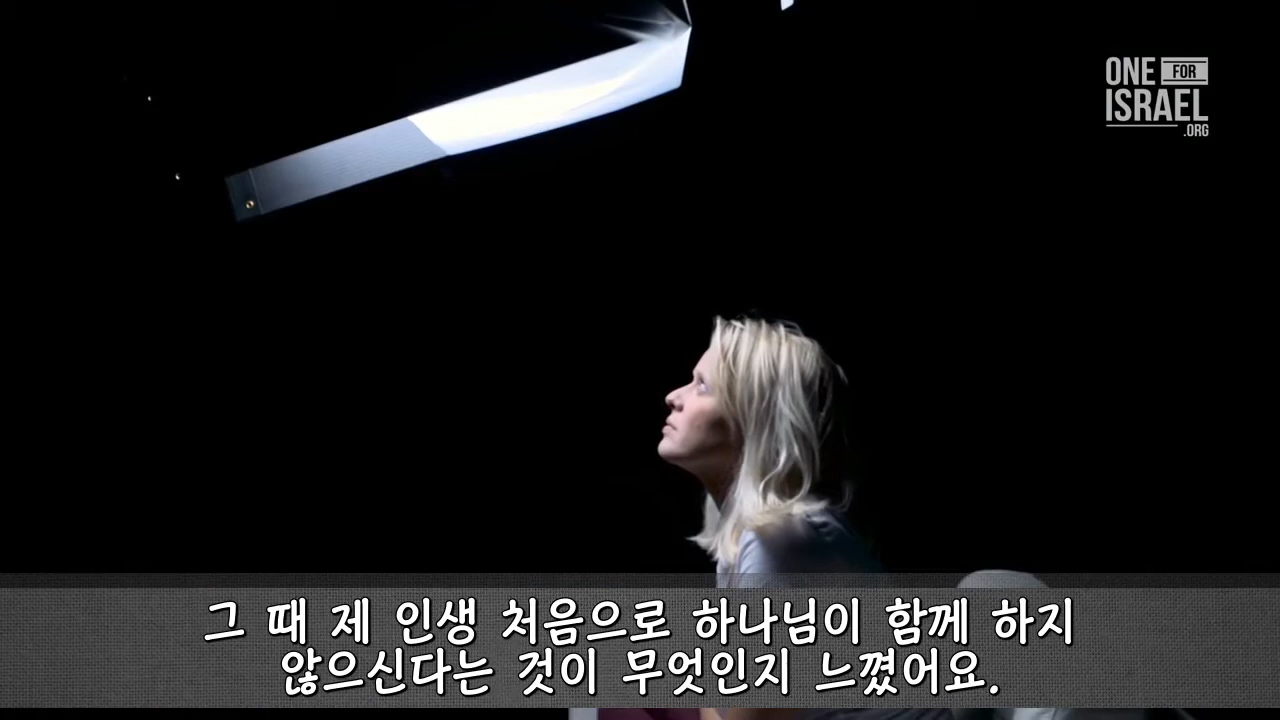 ONE FOR
ISRAEL
.ORG
그 때 제 인생 처음으로 하나님이 함께 하지
않으신다는 것이 무엇인지 느꼈어요.